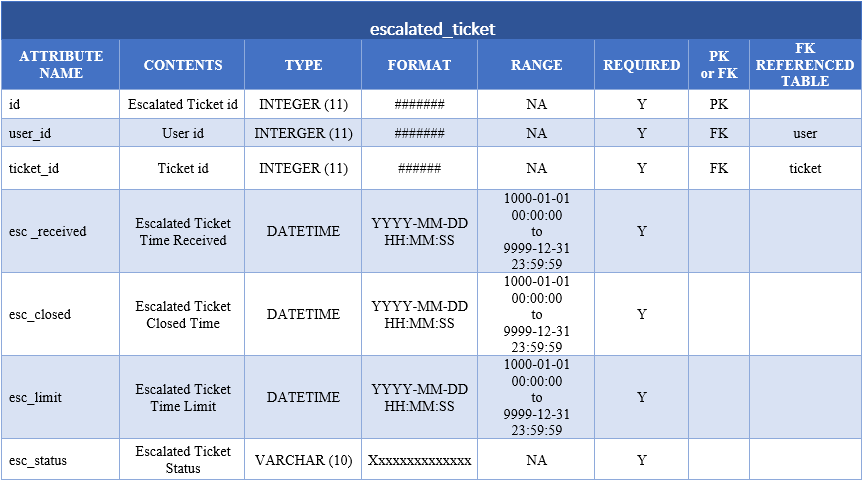 escalated_ticket
ATTRIBUTE NAME CONTENTS TYPE FORMAT RANGE REQUIRED PK or FK FK REFERENCED TABLE
id Escalated Ticket id INTEGER (11) ####### NA Y PK
user_id User id INTERGER (11) ####### NA Y FK user
ticket_id Ticket id INTEGER (11) ###### NA Y FK ticket
esc _received Escalated Ticket Time Received DATETIME YYYY-MM-DD HH:MM:SS 1000-01-01 00:00:00 to 9999-12-31 23:59:59 Y
esc_closed Escalated Ticket Closed Time DATETIME YYYY-MM-DD HH:MM:SS 1000-01-01 00:00:00 to 9999-12-31 23:59:59 Y
esc_limit Escalated Ticket Time Limit DATETIME YYYY-MM-DD HH:MM:SS 1000-01-01 00:00:00 to 9999-12-31 23:59:59 Y
esc_status Escalated Ticket Status VARCHAR (10) Xxxxxxxxxxxxxx NA Y